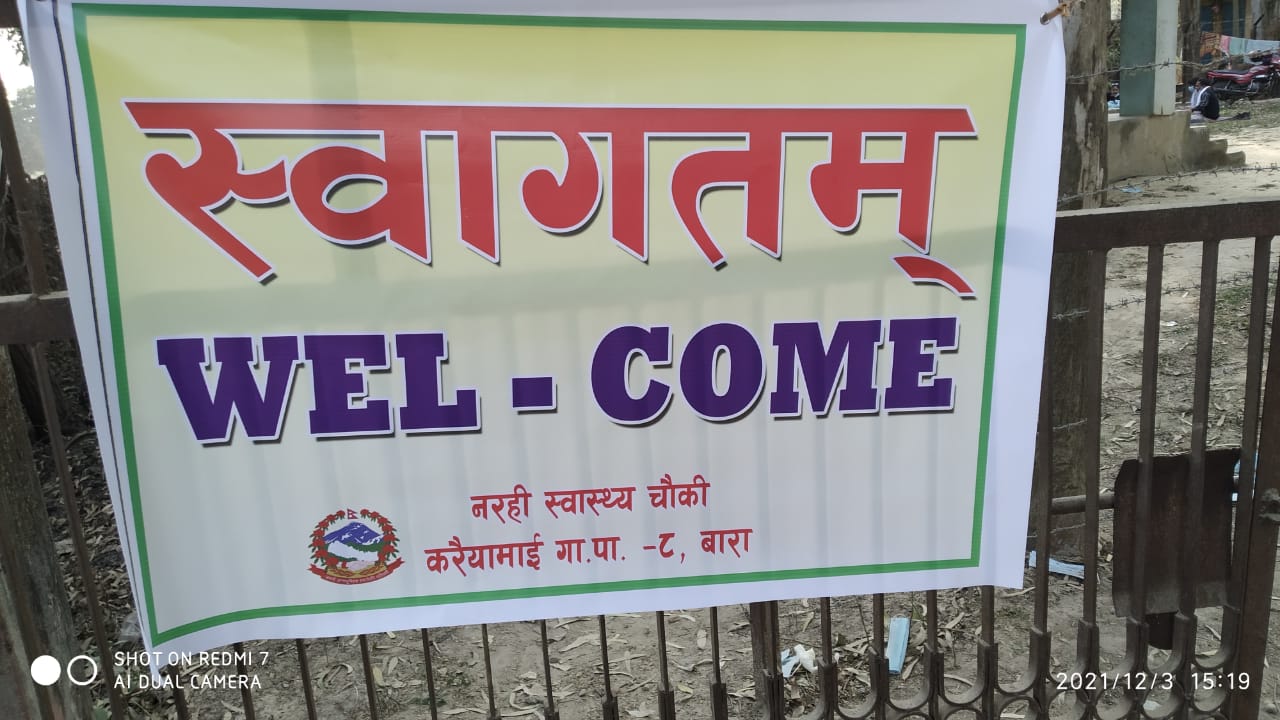 स्वागतम्
WEL - COME
नरही स्वास्थ्य चौकी
करैयामाई गा.पा. -८, बारा
SHOT ON REDMI 7
AI DUAL CAMERA
2021/12/3 15:19